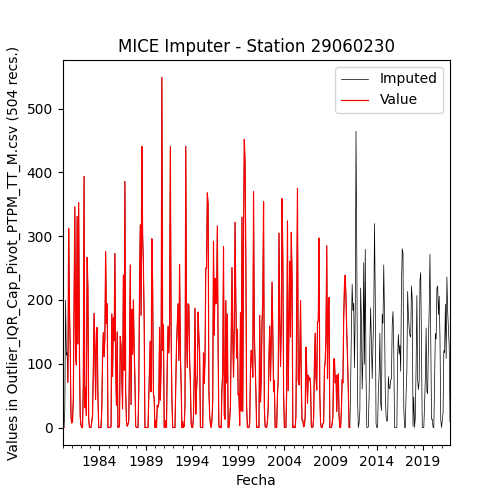 MICE Imputer - Station 29060230
Values in Outlier_IQR_Cap_Pivot_PTPM_TT_M.csv (504 recs.)
500
400
300
200
100
0
Imputed
Value
1984 1989 1994 1999 2004 2009 2014 2019
Fecha